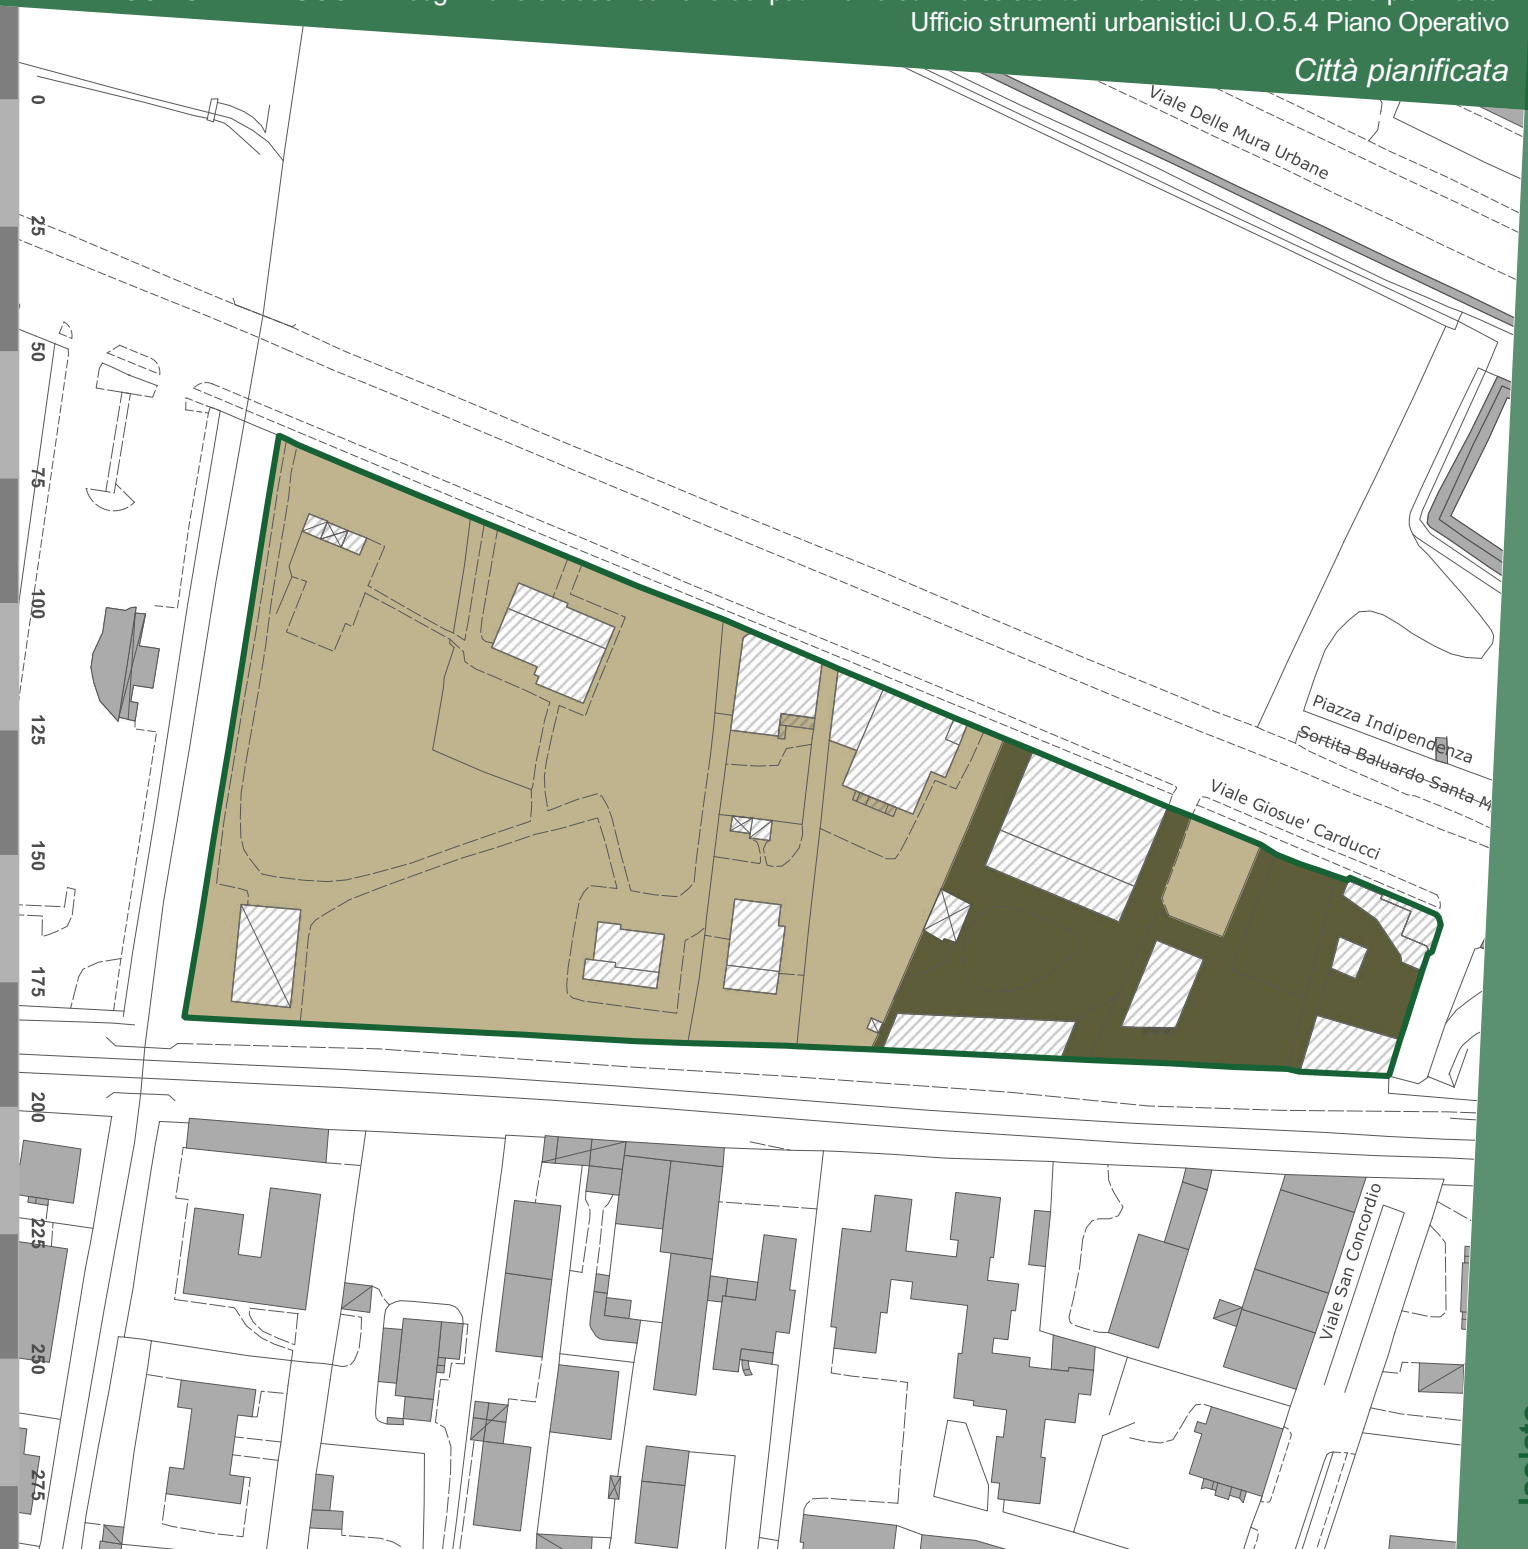 Ufficio strumenti urbanistici U.O.5.4 Piano Operativo
Città pianificata
Viale Delle Mura Urbane
Piazza Indipendenza
Sortita Baluardo Santa M
Viale Giosue' Carducci
Viale San Concordio
0
25
50
75
100
125
150
175
200
225
250
275